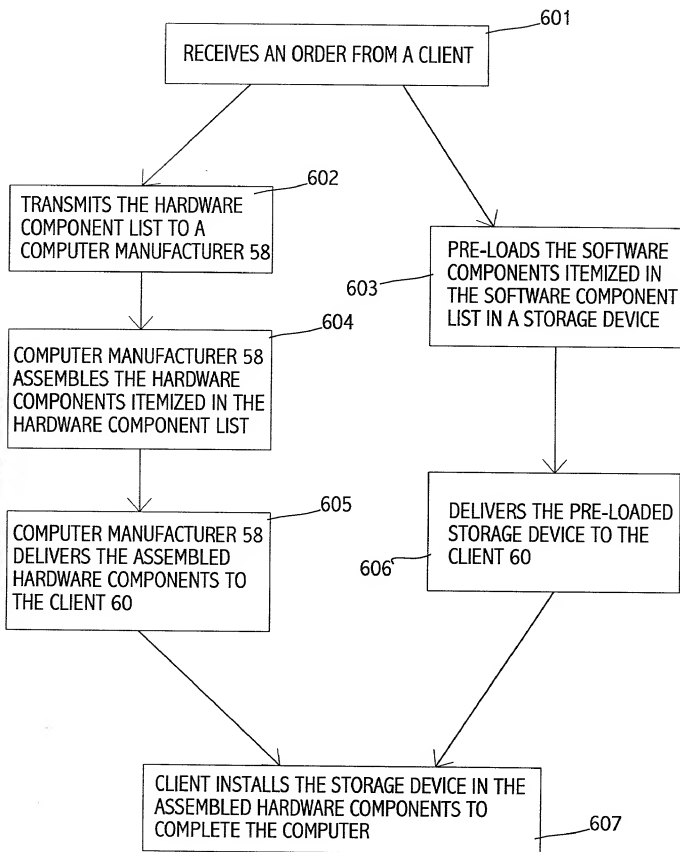 601
RECEIVES AN ORDER FROM A CLIENT
602
TRANSMITS THE HARDWARE
COMPONENT LIST TO A
COMPUTER MANUFACTURER 58
603
PRE-LOADS THE SOFTWARE
COMPONENTS ITEMIZED IN
THE SOFTWARE COMPONENT
LIST IN A STORAGE DEVICE
604
COMPUTER MANUFACTURER 58
ASSEMBLES THE HARDWARE
COMPONENTS ITEMIZED IN THE
HARDWARE COMPONENT LIST
605
COMPUTER MANUFACTURER 58
DELIVERS THE ASSEMBLED
HARDWARE COMPONENTS TO
THE CLIENT 60
606
DELIVERS THE PRE-LOADED
STORAGE DEVICE TO THE
CLIENT 60
CLIENT INSTALLS THE STORAGE DEVICE IN THE
ASSEMBLED HARDWARE COMPONENTS TO
COMPLETE THE COMPUTER
607